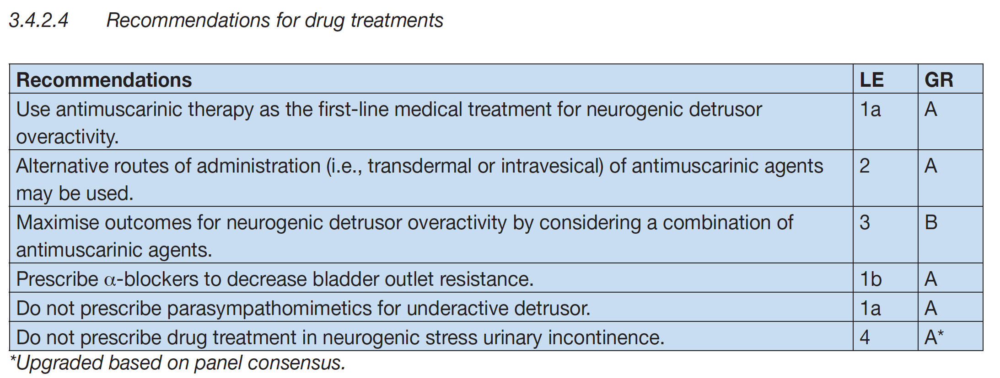 3.4.2.4 Recommendations for drug treatments
Recommendations LE GR
Use antimuscarinic therapy as the first-line medical treatment for neurogenic detrusor 1a A
overactivity.
Alternative routes of administration (i.e., transdermal or intravesical) of antimuscarinic agents 2 A
may be used.
Maximise outcomes for neurogenic detrusor overactivity by considering a combination of 3 B
antimuscarinic agents.
Prescribe α-blockers to decrease bladder outlet resistance. 1b A
Do not prescribe parasympathomimetics for underactive detrusor. 1a A
Do not prescribe drug treatment in neurogenic stress urinary incontinence. 4 A*
*Upgraded based on panel consensus.